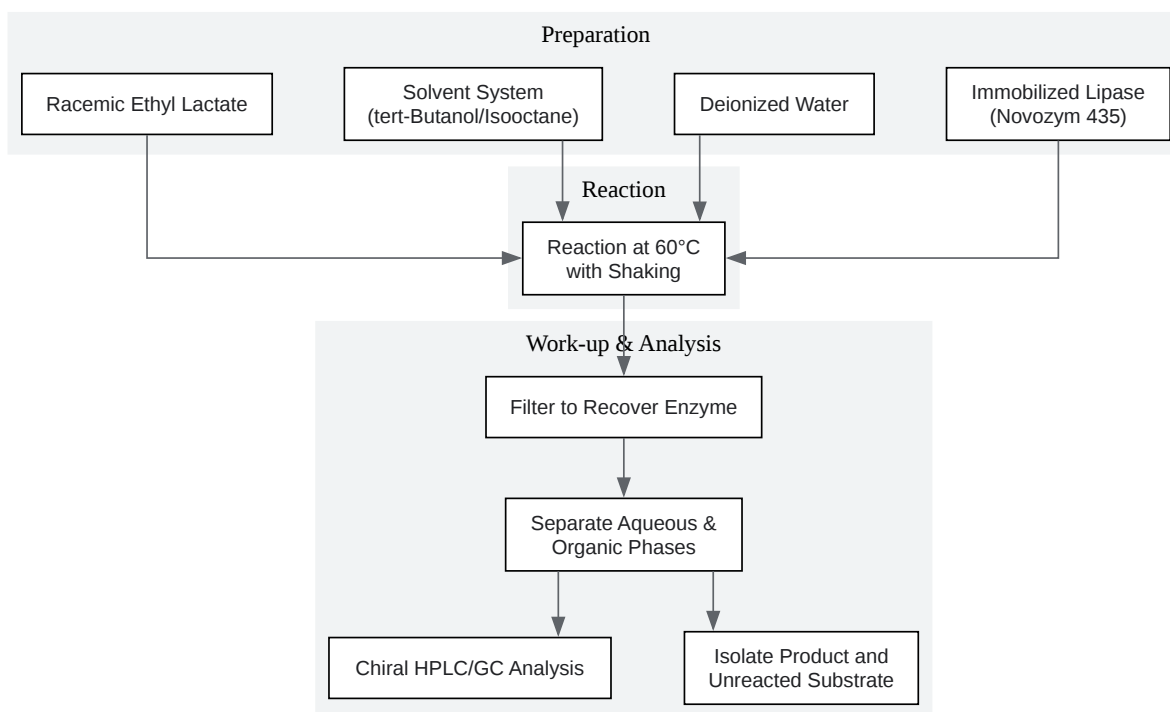 Preparation
Racemic Ethyl Lactate
Solvent System
(tert-Butanol/Isooctane)
Deionized Water
Immobilized Lipase
(Novozym 435)
Reaction
Reaction at 60°C
with Shaking
Work-up & Analysis
Filter to Recover Enzyme
Separate Aqueous &
Organic Phases
Chiral HPLC/GC Analysis
Isolate Product and
Unreacted Substrate